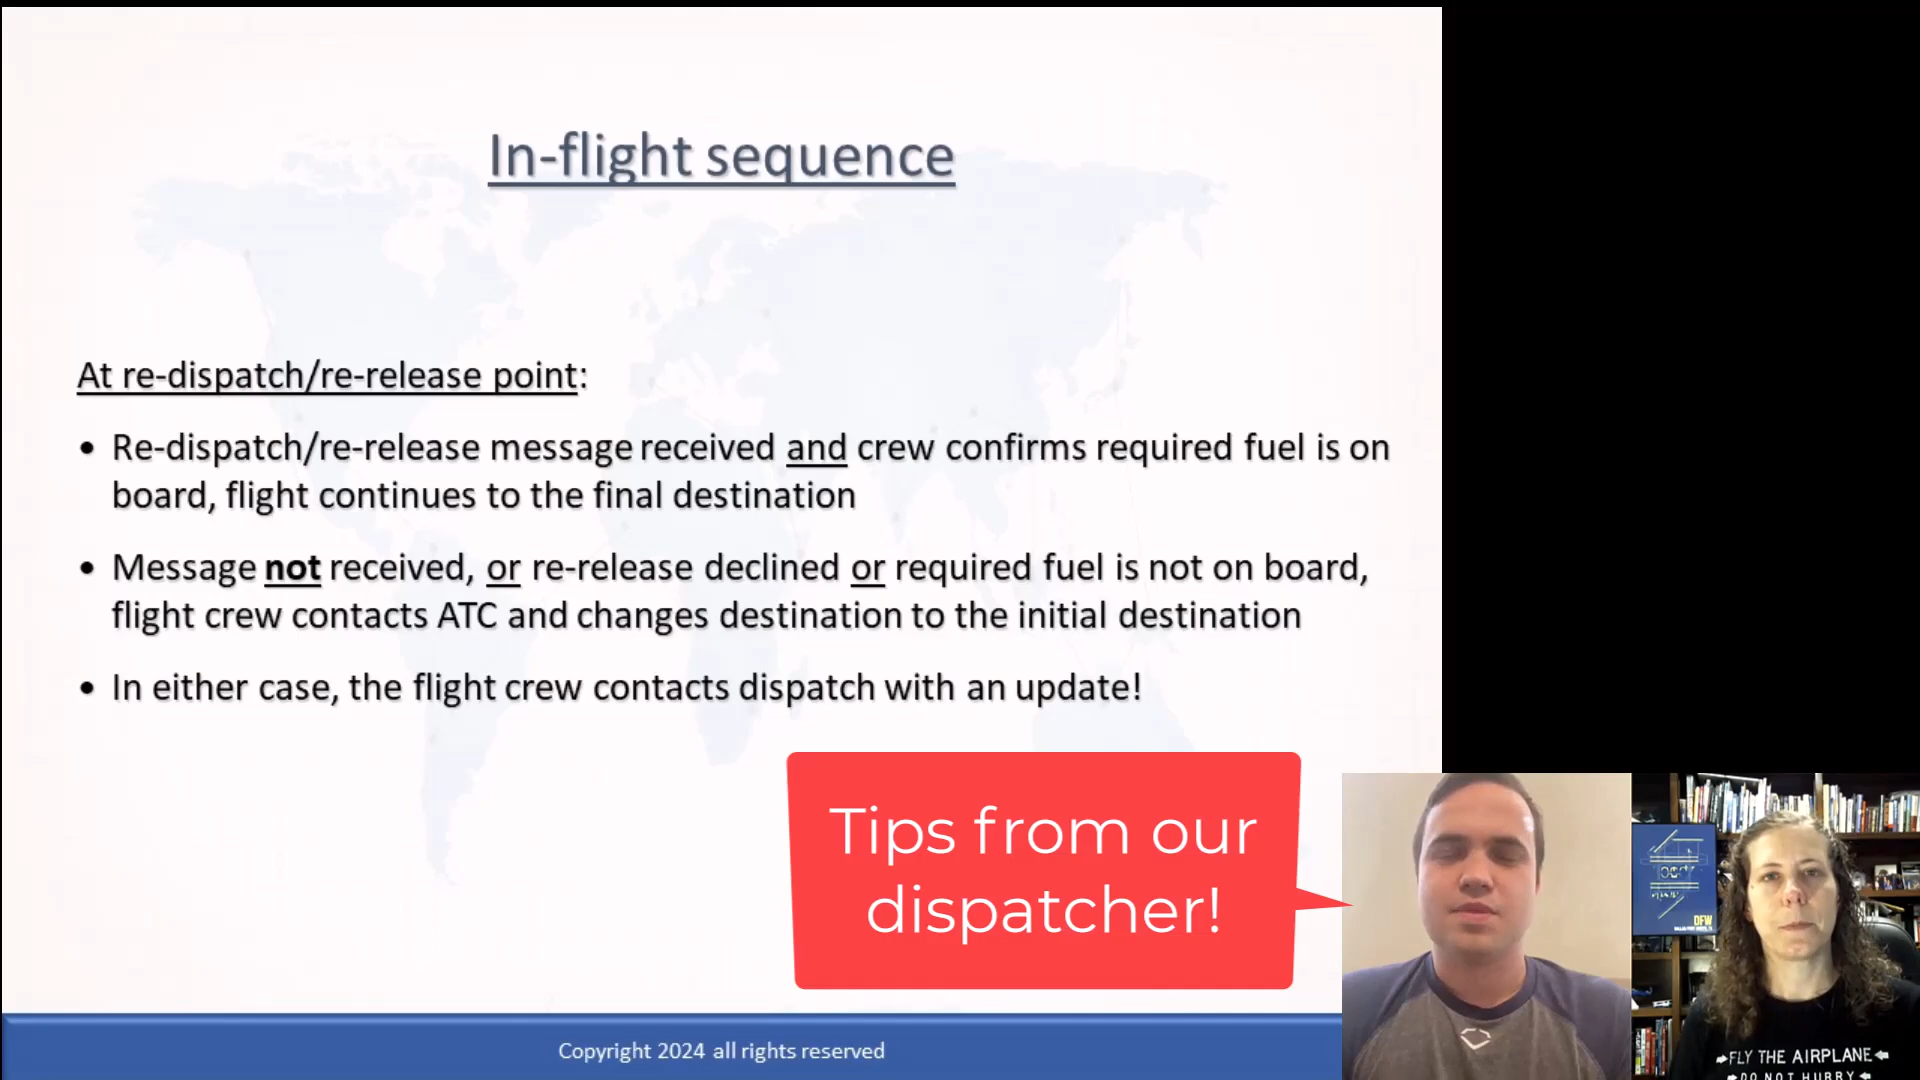 In-flight sequence
At re-dispatch/re-release point:
• Re-dispatch/re-release message received and crew confirms required fuel is on
board, flight continues to the final destination
• Message not received, or re-release declined or required fuel is not on board,
flight crew contacts ATC and changes destination to the initial destination
• In either case, the flight crew contacts dispatch with an update!
Tips from our
dispatcher!
DFW
FLY THE AIRPLANE
DO NOT HURRY
Copyright 2024 all rights reserved